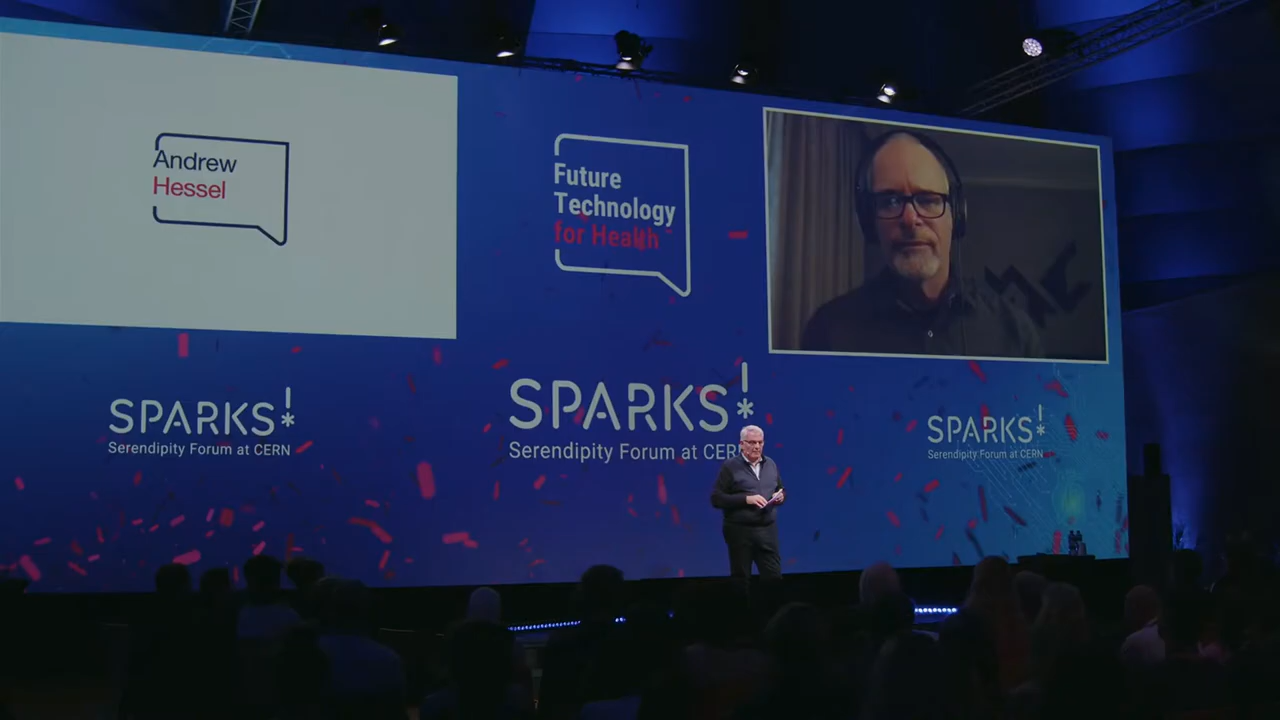 Andrew
Hessel
Future
Technology
for Health
SPARKS!*
Serendipity Forum at CERN
SPARKS!*
Serendipity Forum at CERN
SPARKS!*
Serendipity Forum at CERN